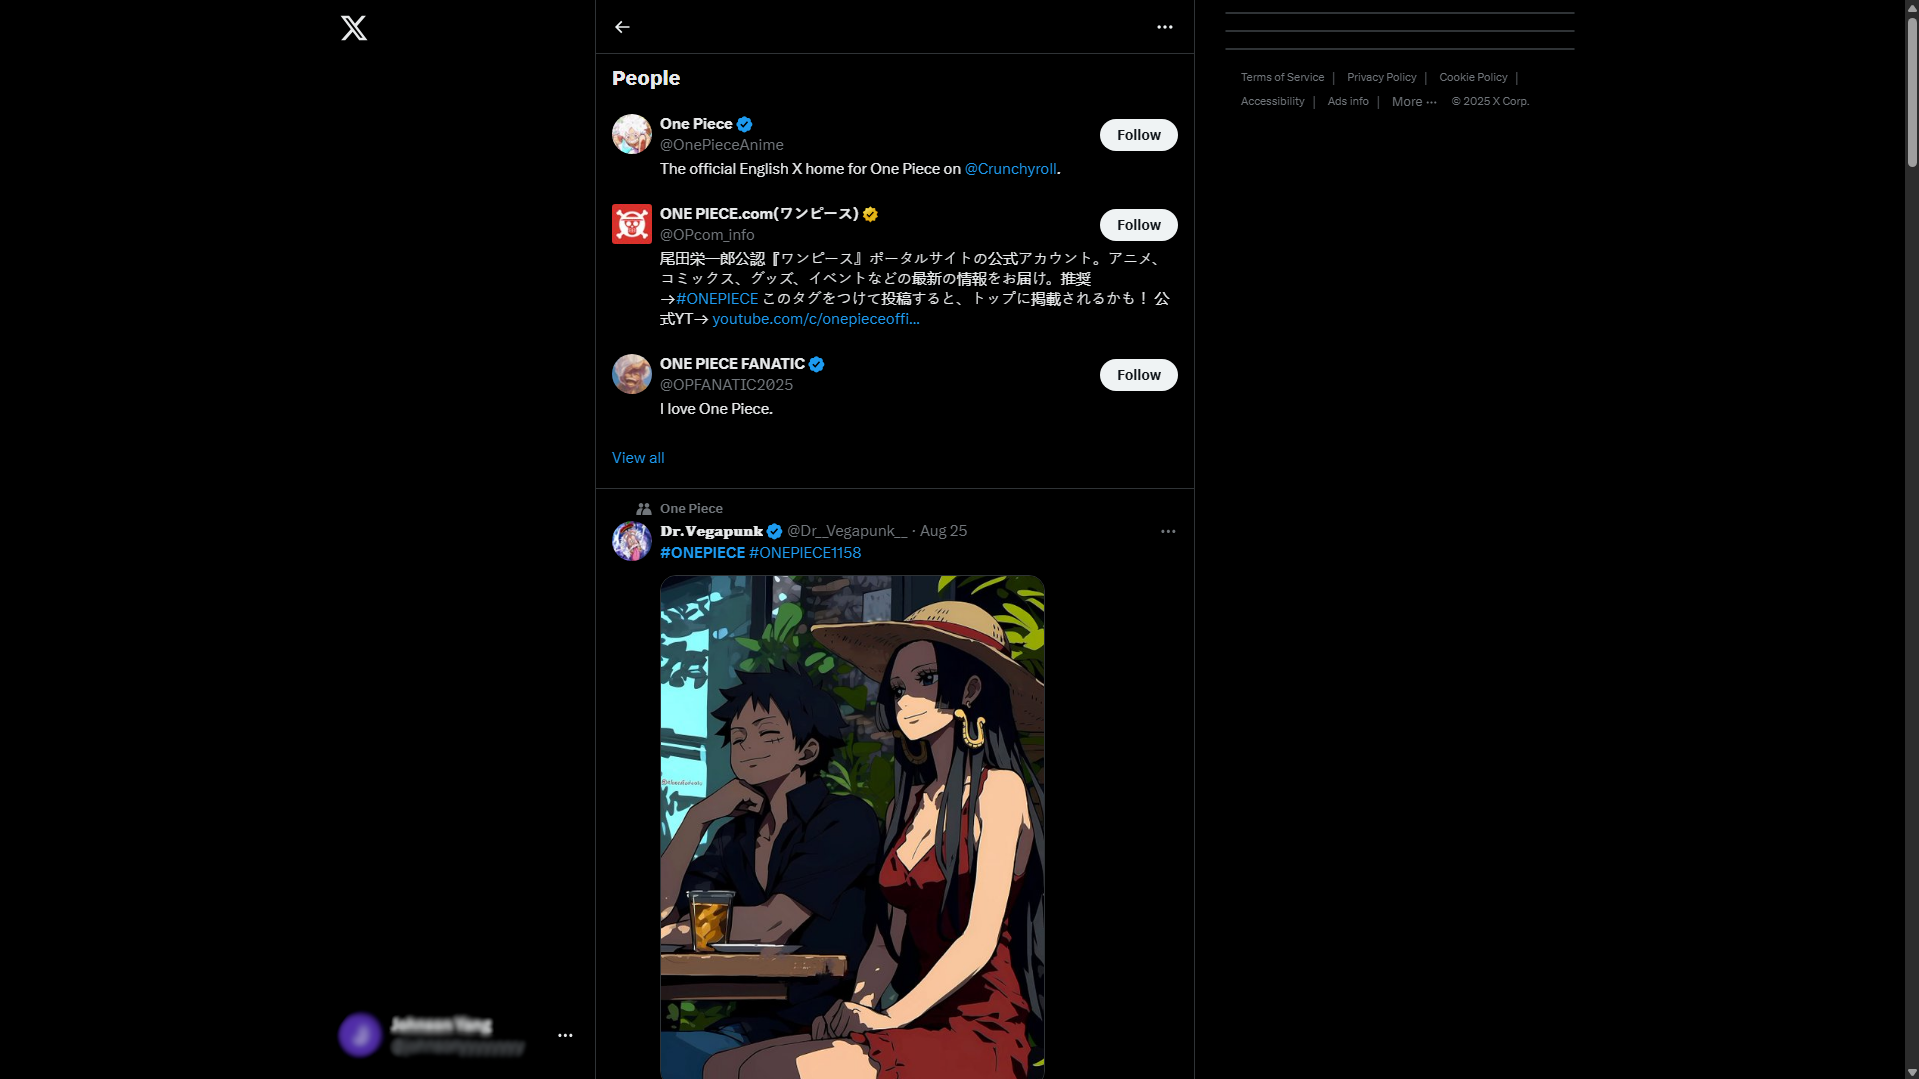 People
One Piece
@OnePieceAnime
Follow
The official English X home for One Piece on @Crunchyroll.
ONE PIECE.com(ワンピース)
@OPcom_info
Follow
尾田栄一郎公認『ワンピース』ポータルサイトの公式アカウント。アニメ、
コミックス、グッズ、イベントなどの最新の情報をお届け。推奨
→#ONEPIECE このタグをつけて投稿すると、トップに掲載されるかも！ 公
式YT→ youtube.com/c/onepieceoffi…
ONE PIECE FANATIC
@OPFANATIC2025
Follow
I love One Piece.
View all
One Piece
Dr.Vegapunk @Dr__Vegapunk__ · Aug 25
#ONEPIECE #ONEPIECE1158
Terms of Service | Privacy Policy | Cookie Policy |
Accessibility | Ads info | More ··· © 2025 X Corp.